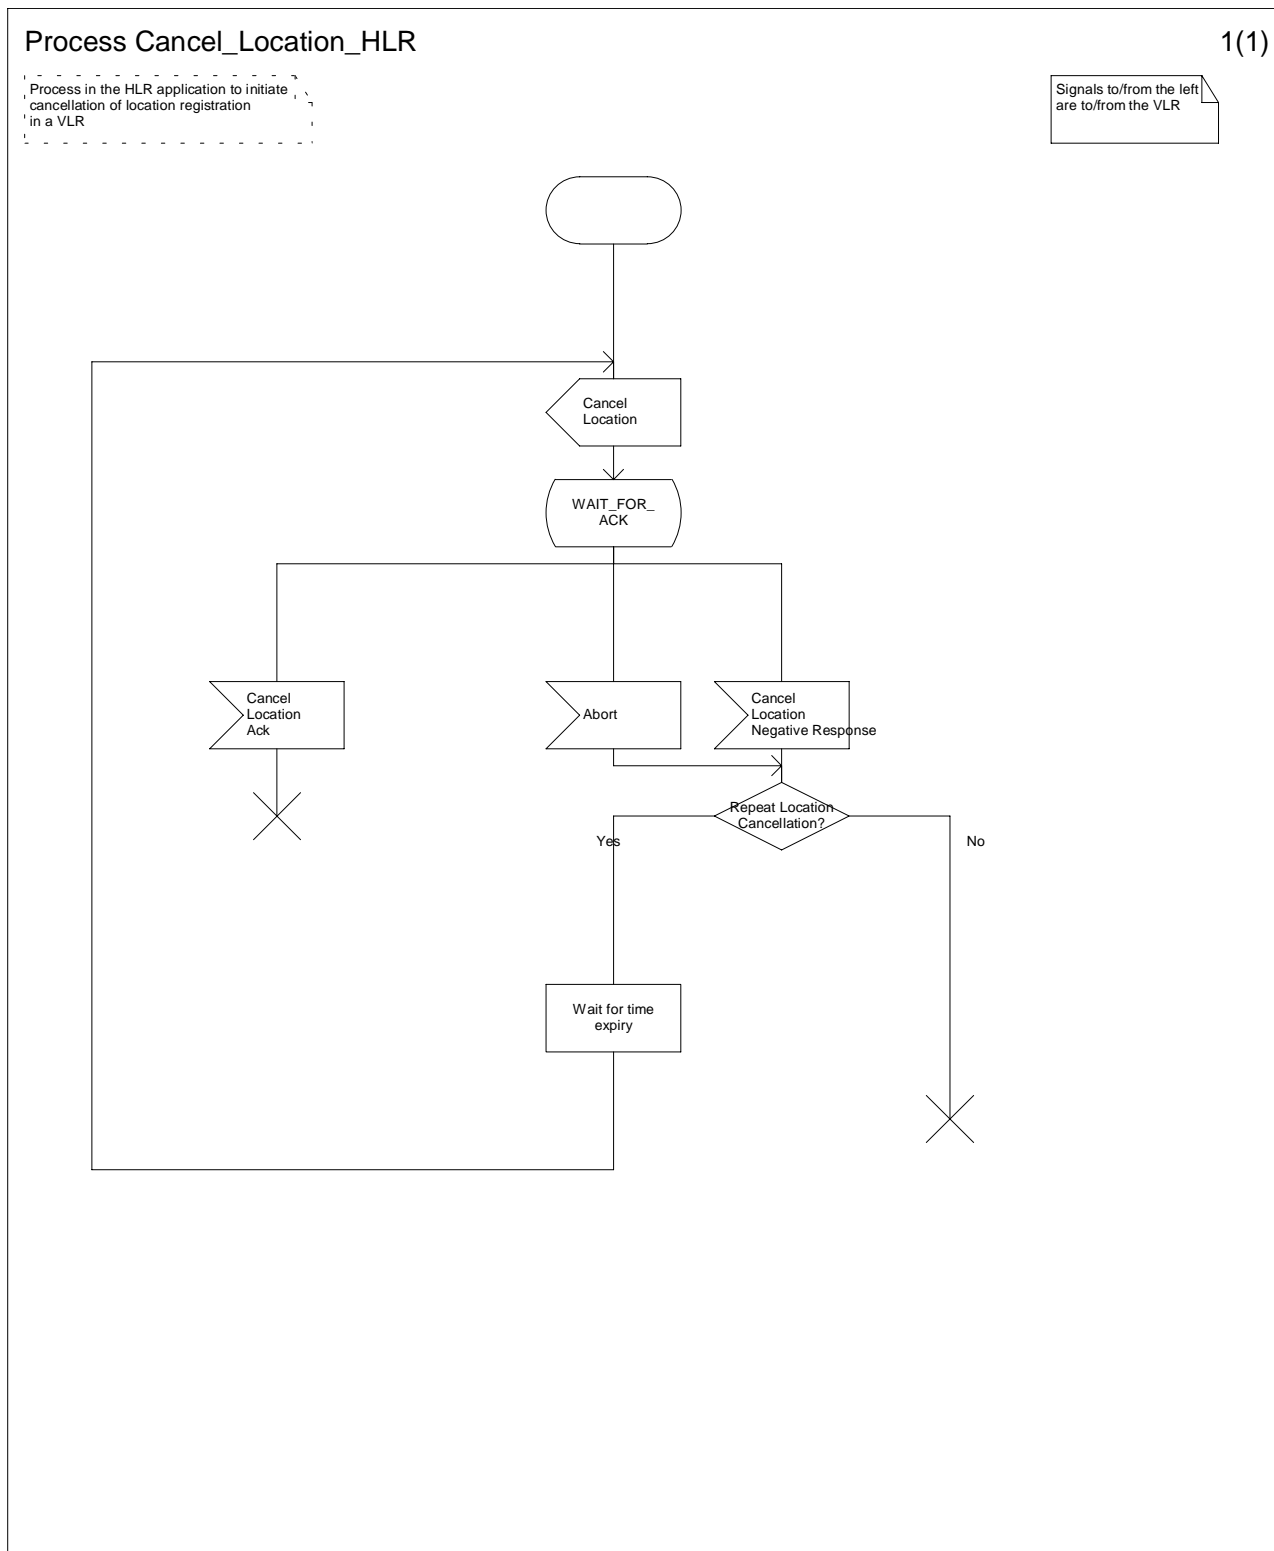 Process Cancel_Location_HLR
1(1)
Process in the HLR application to initiate
cancellation of location registration
in a VLR
Signals to/from the left
are to/from the VLR
Cancel
Location
WAIT_FOR_
ACK
Cancel
Location
Ack
Abort
Cancel
Location
Negative Response
Repeat Location
Cancellation?
Yes
No
Wait for time
expiry